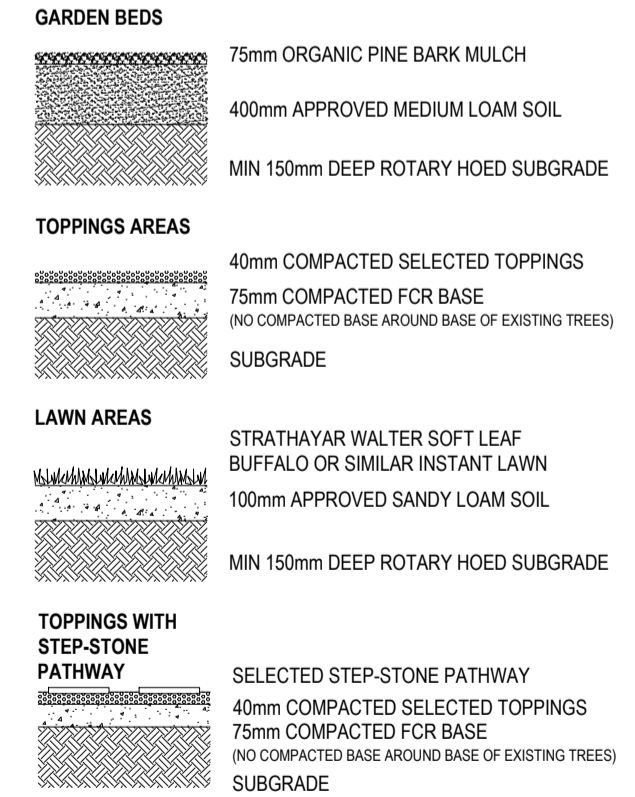 GARDEN BEDS
75mm ORGANIC PINE BARK MULCH
400mm APPROVED MEDIUM LOAM SOIL
MIN 150mm DEEP ROTARY HOED SUBGRADE
TOPPINGS AREAS
40mm COMPACTED SELECTED TOPPINGS
75mm COMPACTED FCR BASE
(NO COMPACTED BASE AROUND BASE OF EXISTING TREES)
SUBGRADE
LAWN AREAS
STRATHAYAR WALTER SOFT LEAF
BUFFALO OR SIMILAR INSTANT LAWN
100mm APPROVED SANDY LOAM SOIL
MIN 150mm DEEP ROTARY HOED SUBGRADE
TOPPINGS WITH
STEP-STONE
PATHWAY
SELECTED STEP-STONE PATHWAY
40mm COMPACTED SELECTED TOPPINGS
75mm COMPACTED FCR BASE
(NO COMPACTED BASE AROUND BASE OF EXISTING TREES)
SUBGRADE